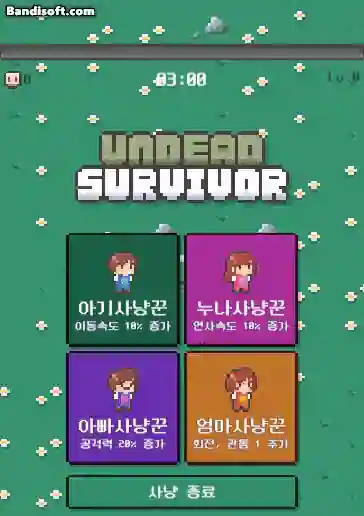 Bandisoft.com
0
03:00
Lv.0
UNDEAD
SURVIVOR
아기사냥꾼
이동속도 10% 증가
누나사냥꾼
연사속도 10% 증가
아빠사냥꾼
공격력 20% 증가
엄마사냥꾼
회전, 관통 1 추가
사냥 종료